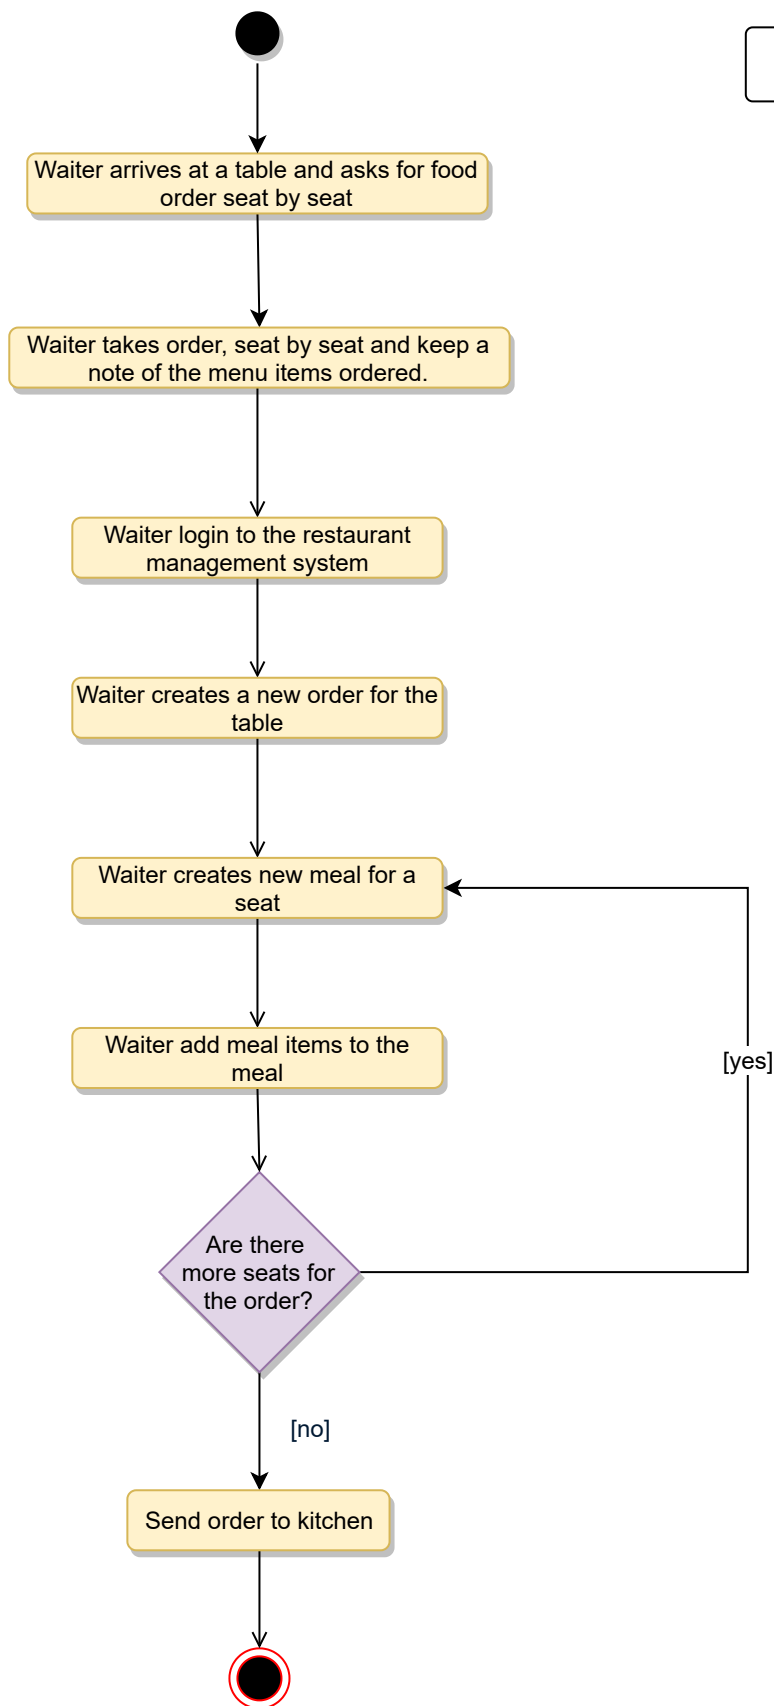 Waiter arrives at a table and asks for food
order seat by seat
Waiter takes order, seat by seat and keep a
note of the menu items ordered.
Waiter login to the restaurant
management system
Waiter creates a new order for the
table
Waiter creates new meal for a
seat
Waiter add meal items to the
meal
[yes]
Are there
more seats for
the order?
[no]
Send order to kitchen